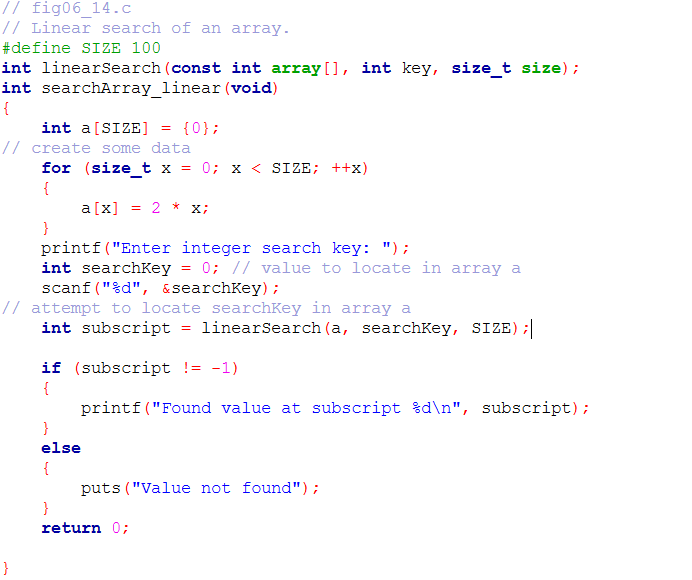 // fig06_14.c
// Linear search of an array.
#define SIZE 100
int linearSearch(const int array[], int key, size_t size);
int searchArray_linear(void)
{
    int a[SIZE] = {0};
// create some data
    for (size_t x = 0; x < SIZE; ++x)
    {
        a[x] = 2 * x;
    }
    printf("Enter integer search key: ");
    int searchKey = 0; // value to locate in array a
    scanf("%d", &searchKey);
// attempt to locate searchKey in array a
    int subscript = linearSearch(a, searchKey, SIZE);

    if (subscript != -1)
    {
        printf("Found value at subscript %d\n", subscript);
    }
    else
    {
        puts("Value not found");
    }
    return 0;

}